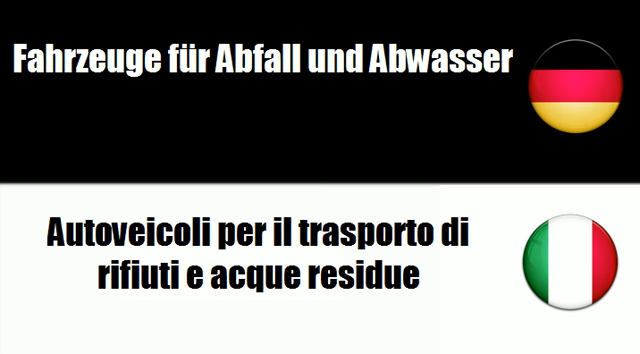 Fahrzeuge für Abfall und Abwasser
Autoveicoli per il trasporto di
rifiuti e acque residue